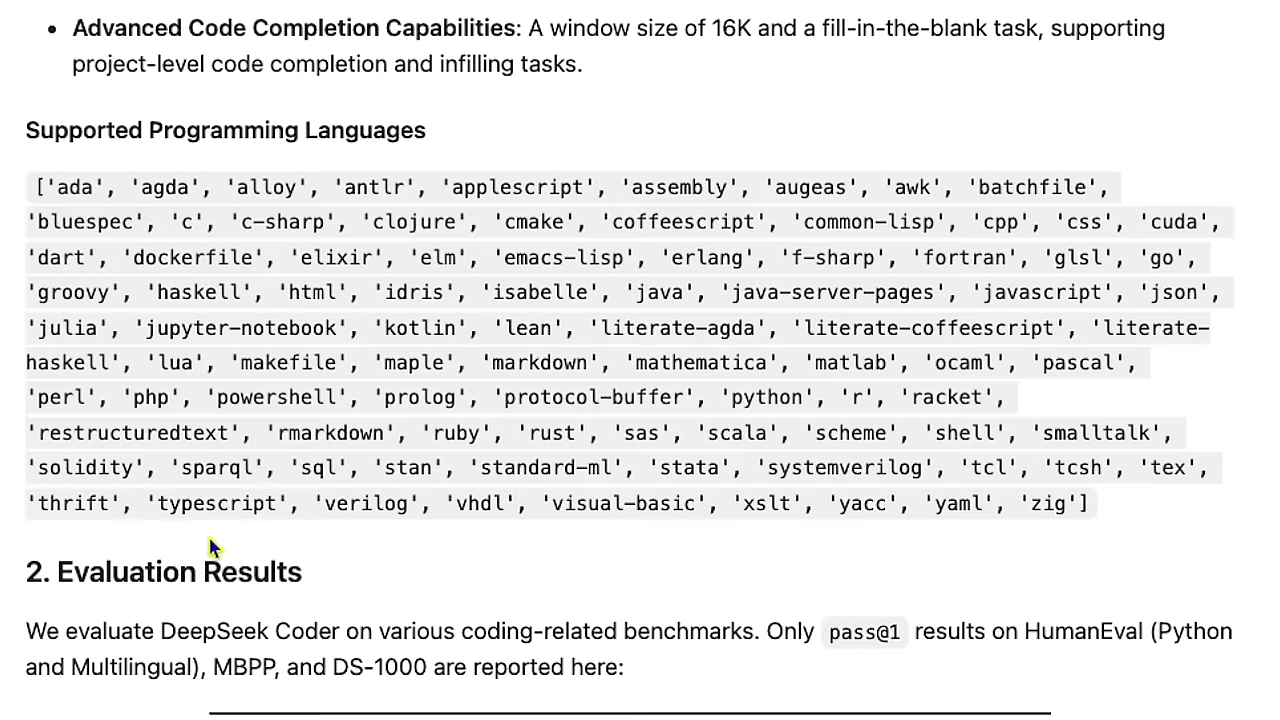 • Advanced Code Completion Capabilities: A window size of 16K and a fill-in-the-blank task, supporting
project-level code completion and infilling tasks.
Supported Programming Languages
['ada', 'agda', 'alloy', 'antlr', 'applescript', 'assembly', 'augeas', 'awk', 'batchfile',
'bluespec', 'c', 'c-sharp', 'clojure', 'cmake', 'coffeescript', 'common-lisp', 'cpp', 'css', 'cuda',
'dart', 'dockerfile', 'elixir', 'elm', 'emacs-lisp', 'erlang', 'f-sharp', 'fortran', 'glsl', 'go',
'groovy', 'haskell', 'html', 'idris', 'isabelle', 'java', 'java-server-pages', 'javascript', 'json',
'julia', 'jupyter-notebook', 'kotlin', 'lean', 'literate-agda', 'literate-coffeescript', 'literate-
haskell', 'lua', 'makefile', 'maple', 'markdown', 'mathematica', 'matlab', 'ocaml', 'pascal',
'perl', 'php', 'powershell', 'prolog', 'protocol-buffer', 'python', 'r', 'racket',
'restructuredtext', 'rmarkdown', 'ruby', 'rust', 'sas', 'scala', 'scheme', 'shell', 'smalltalk',
'solidity', 'sparql', 'sql', 'stan', 'standard-ml', 'stata', 'systemverilog', 'tcl', 'tcsh', 'tex',
'thrift', 'typescript', 'verilog', 'vhdl', 'visual-basic', 'xslt', 'yacc', 'yaml', 'zig']
2. Evaluation Results
We evaluate DeepSeek Coder on various coding-related benchmarks. Only pass@1 results on HumanEval (Python
and Multilingual), MBPP, and DS-1000 are reported here: